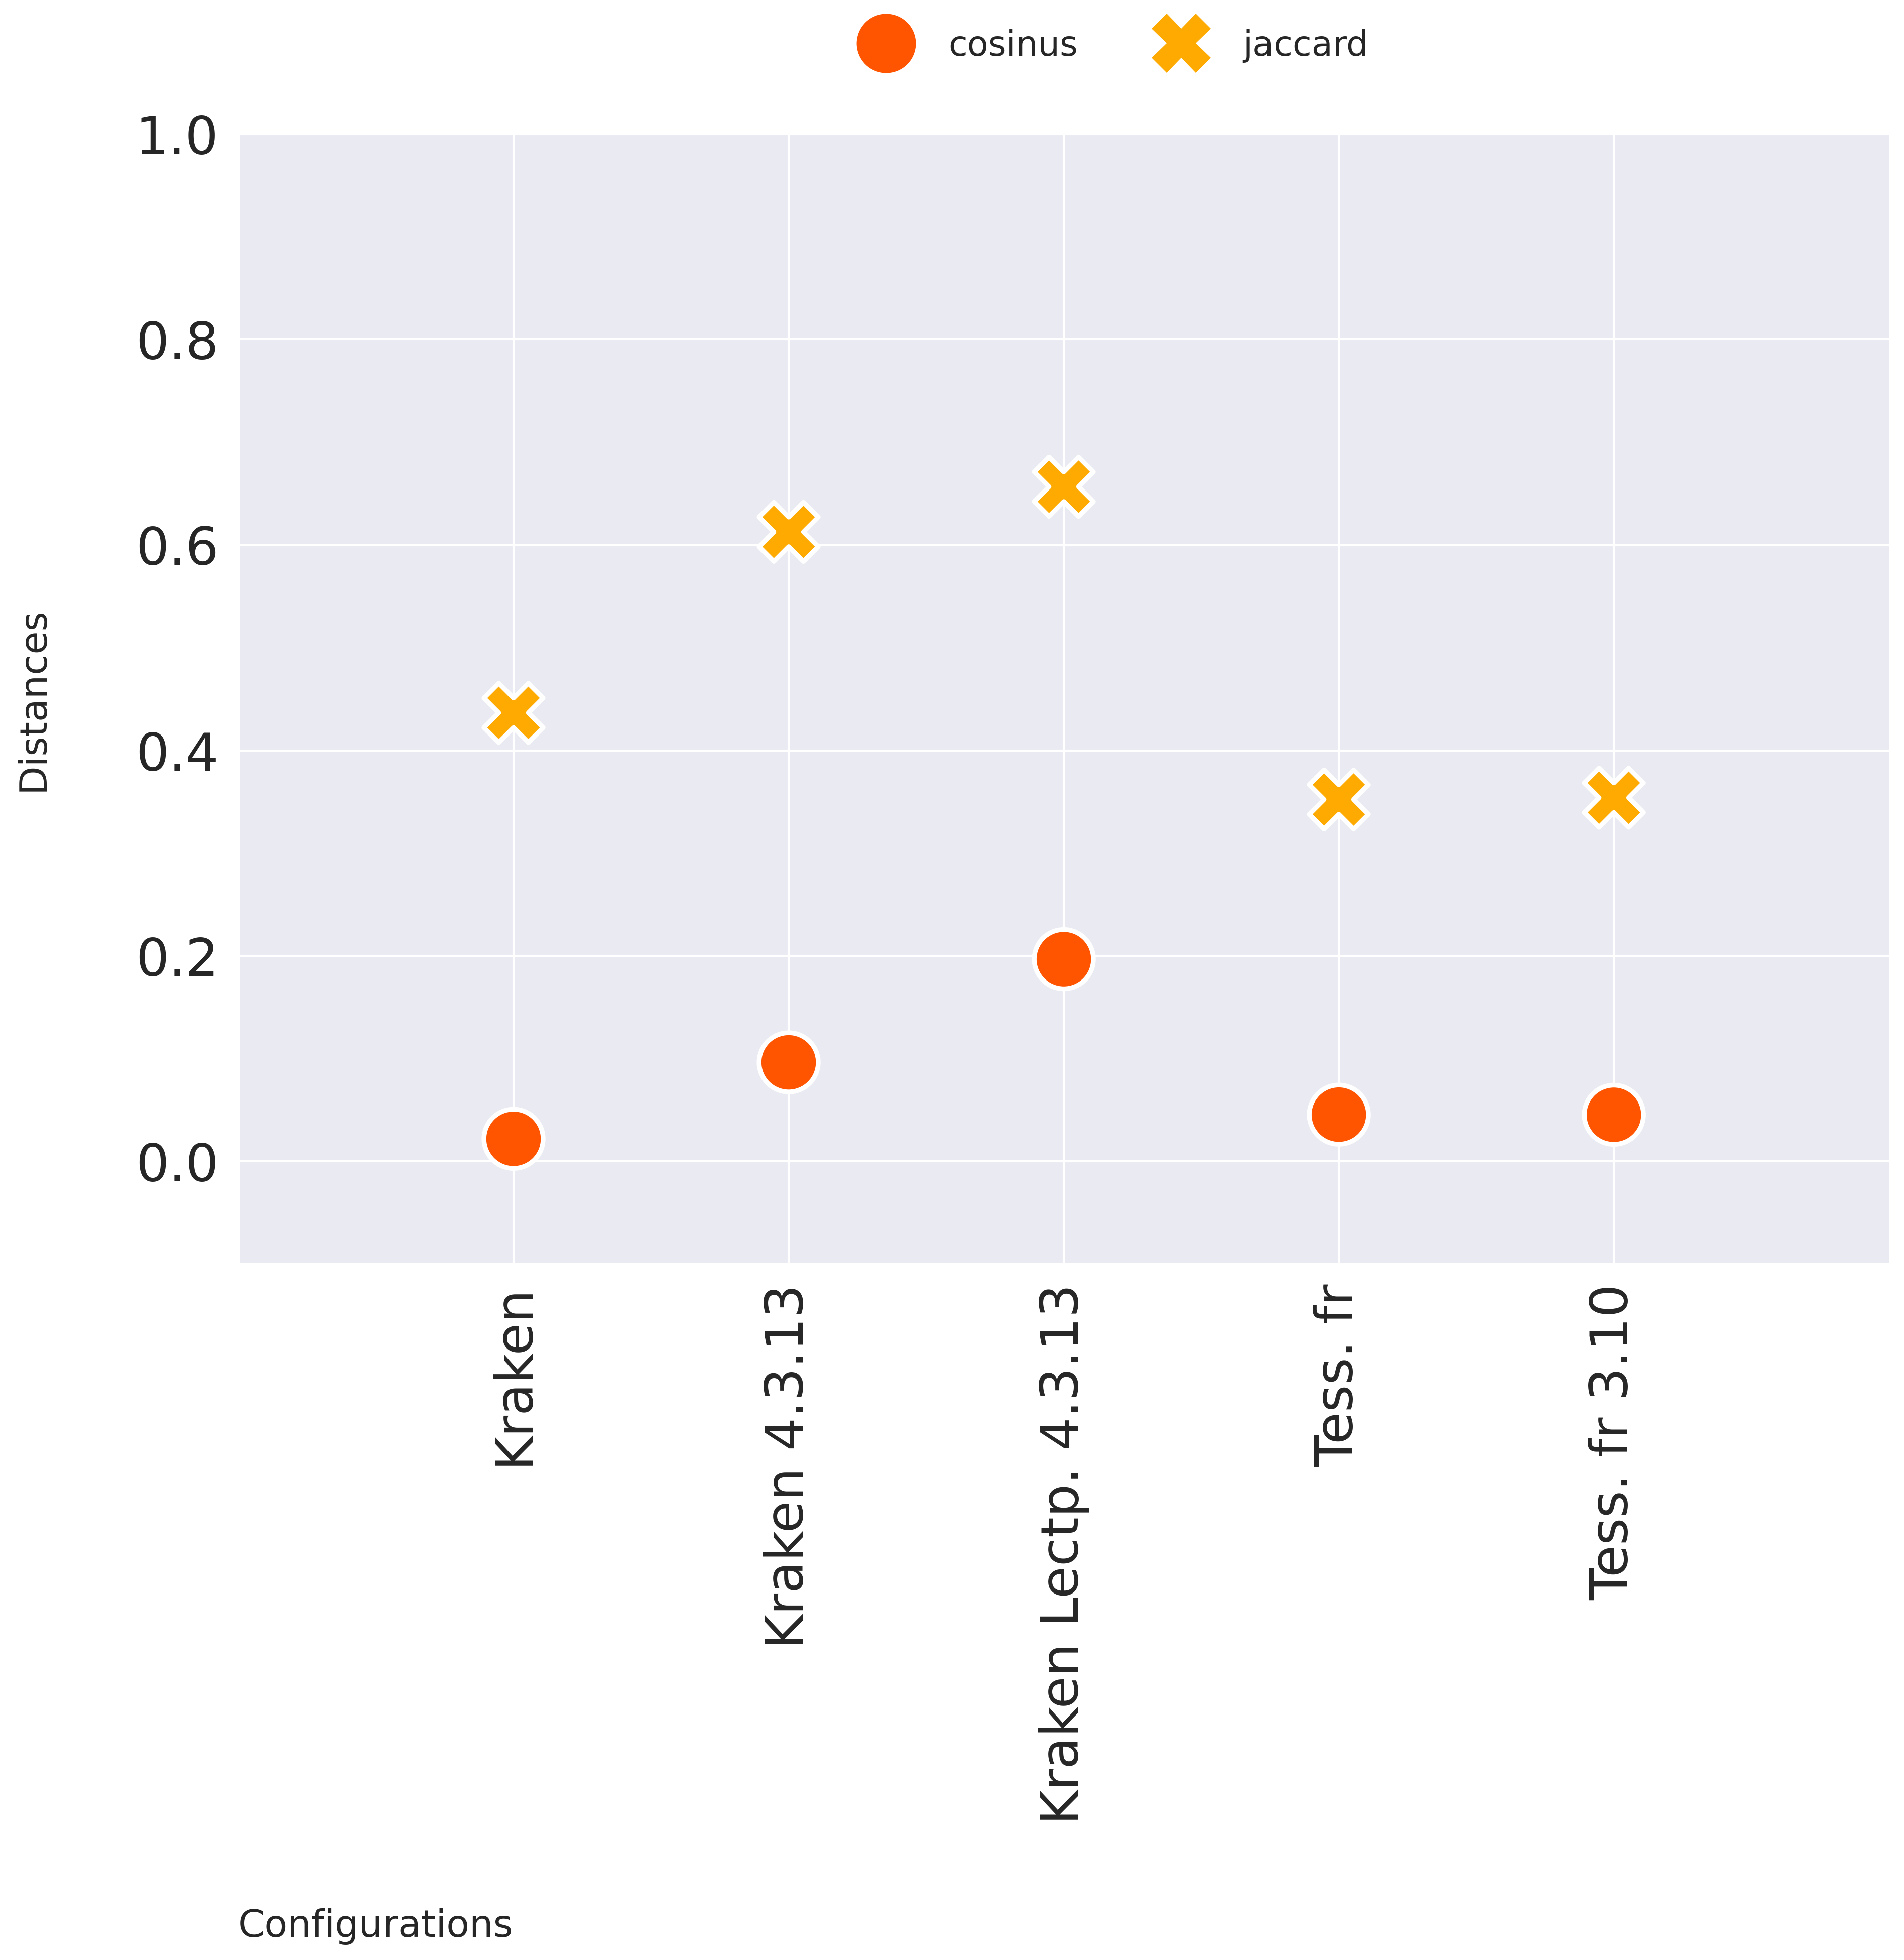 cosinus
jaccard
1.0
0.8
0.6
0.4
0.2
0.0
Distances
Kraken
Kraken 4.3.13
Kraken Lectp. 4.3.13
Tess. fr
Tess. fr 3.10
Configurations